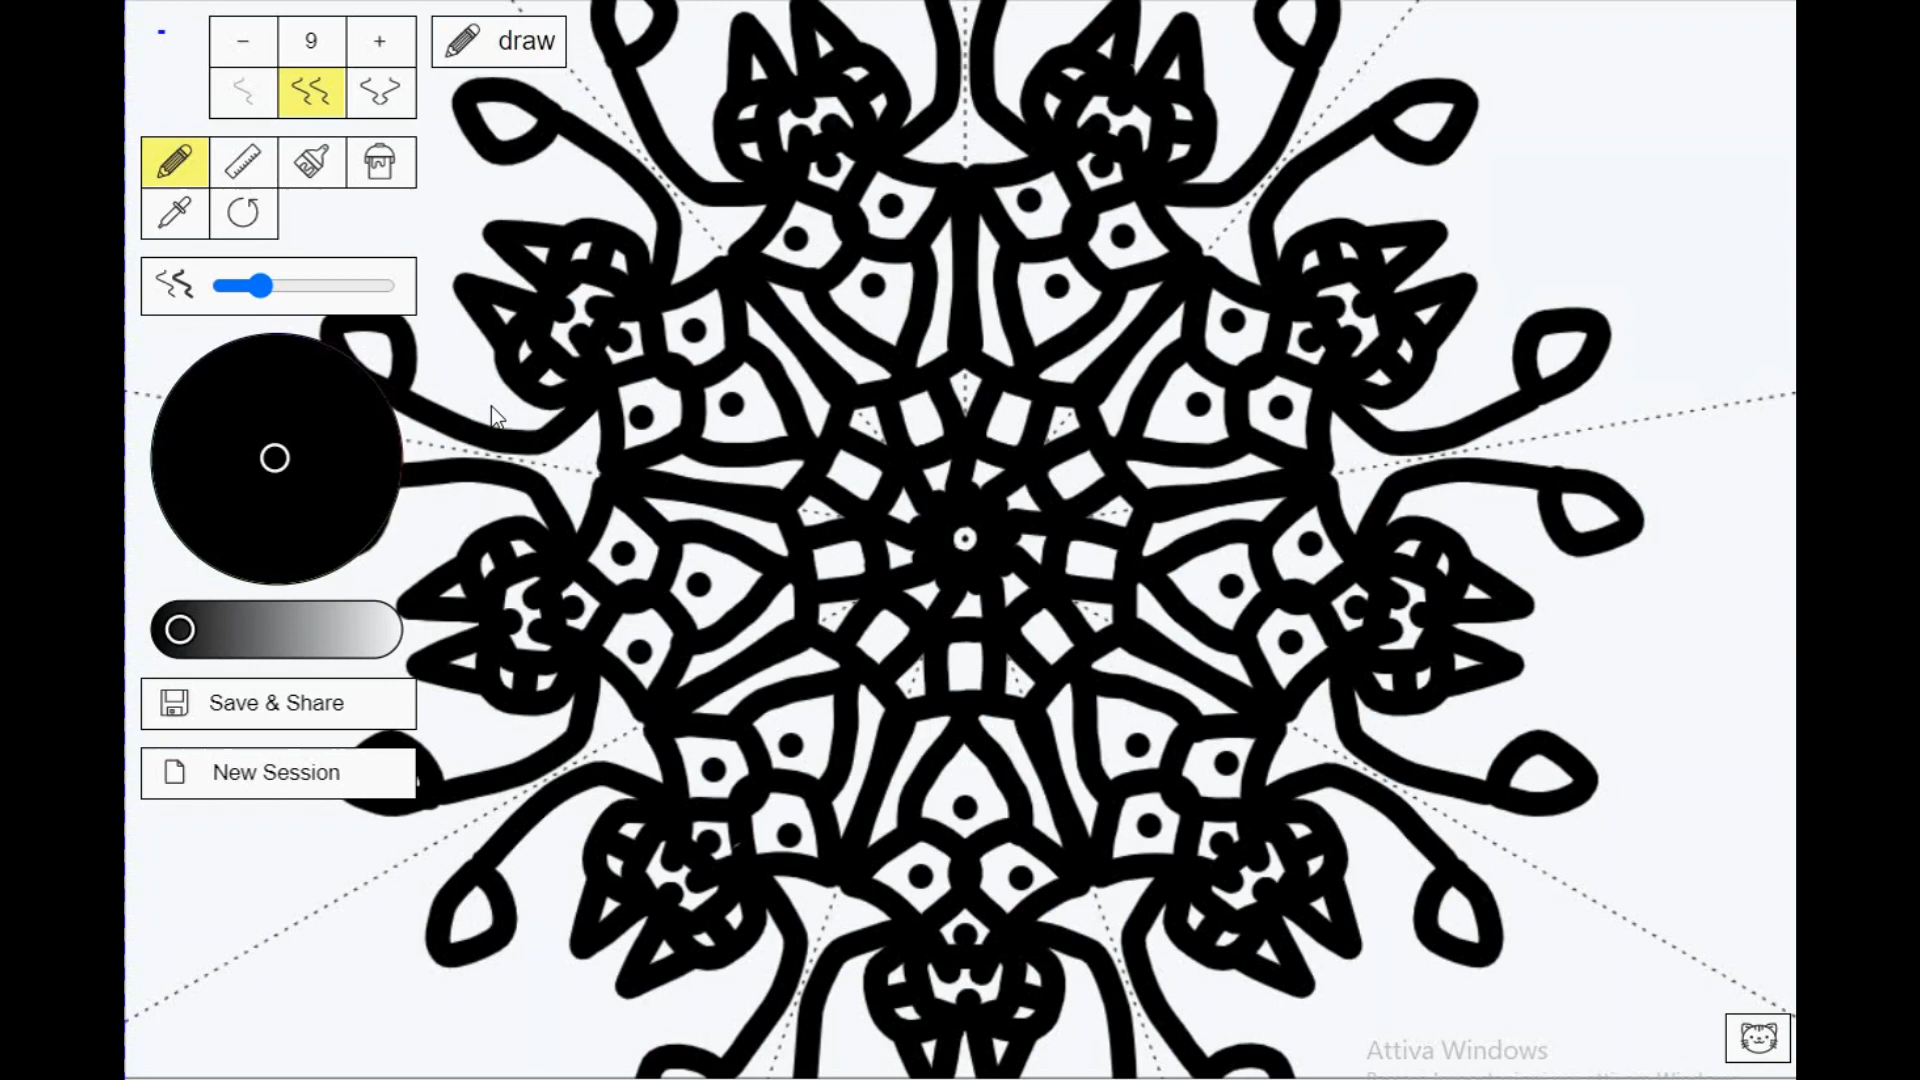 − 9 +
draw
Save & Share
New Session
Attiva Windows